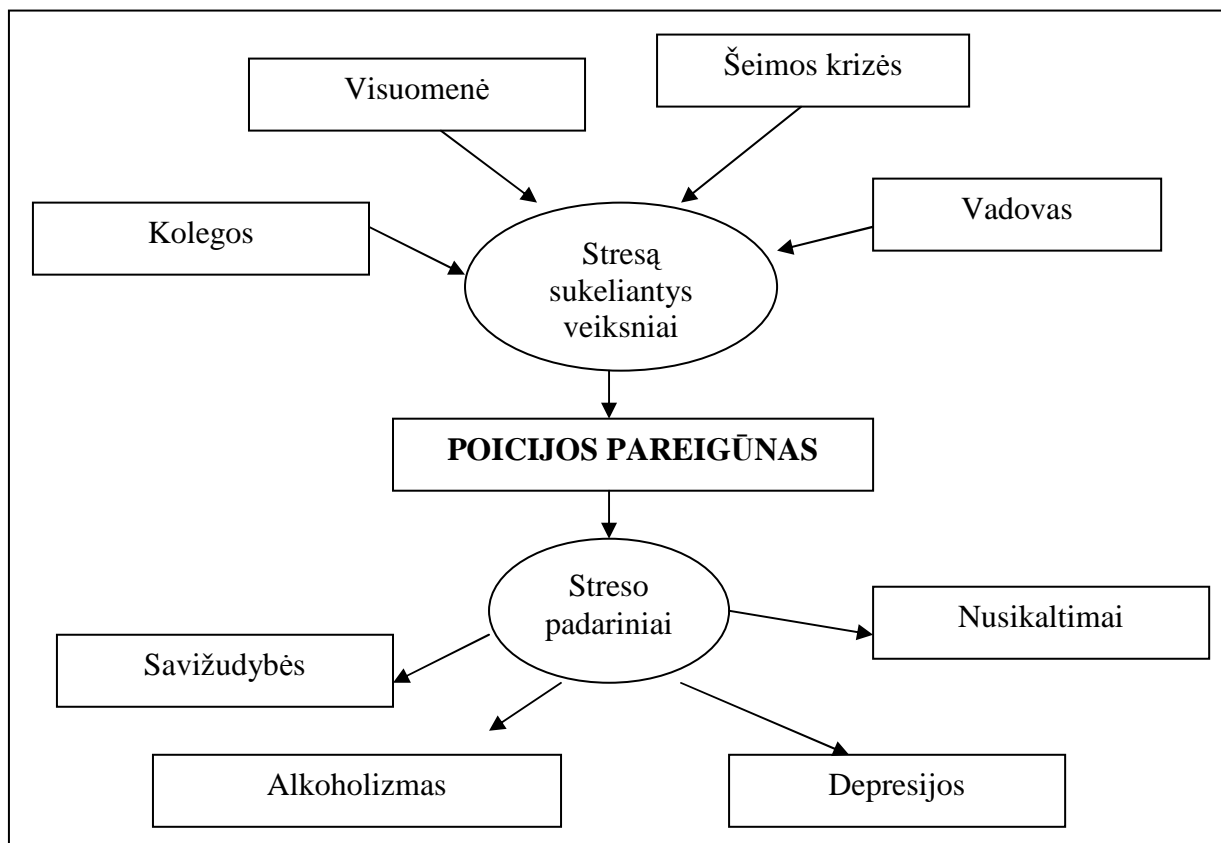 Šeimos krizės
Visuomenė
Kolegos
Vadovas
Stresą
sukeliantys
veiksniai
POICIJOS PAREIGŪNAS
Streso
padariniai
Nusikaltimai
Savižudybės
Alkoholizmas
Depresijos